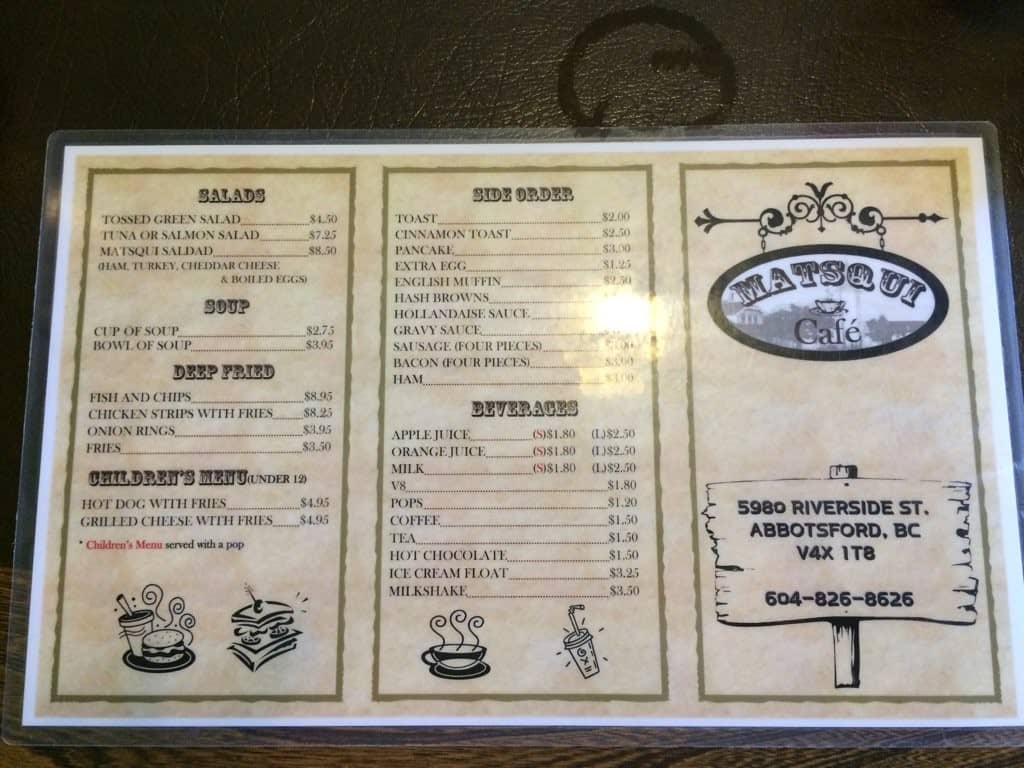 SALADS
TOSSED GREEN SALAD $4.50
TUNA OR SALMON SALAD $7.25
MATSQUI SALDAD $8.50
(HAM, TURKEY, CHEDDAR CHEESE
& BOILED EGGS)
SOUP
CUP OF SOUP $2.75
BOWL OF SOUP $3.95
DEEP FRIED
FISH AND CHIPS $8.95
CHICKEN STRIPS WITH FRIES $8.25
ONION RINGS $3.95
FRIES $3.50
CHILDREN'S MENU (UNDER 12)
HOT DOG WITH FRIES $4.95
GRILLED CHEESE WITH FRIES $4.95
* Children's Menu served with a pop
SIDE ORDER
TOAST $2.00
CINNAMON TOAST $2.50
PANCAKE $3.00
EXTRA EGG $1.25
ENGLISH MUFFIN $2.50
HASH BROWNS
HOLLANDAISE SAUCE
GRAVY SAUCE
SAUSAGE (FOUR PIECES)
BACON (FOUR PIECES) $3.00
HAM $3.00
BEVERAGES
APPLE JUICE (S)$1.80 (L)$2.50
ORANGE JUICE (S)$1.80 (L)$2.50
MILK (S)$1.80 (L)$2.50
V8 $1.80
POPS $1.20
COFFEE $1.50
TEA $1.50
HOT CHOCOLATE $1.50
ICE CREAM FLOAT $3.25
MILKSHAKE $3.50
MATSQUI
Café
5980 RIVERSIDE ST.
ABBOTSFORD, BC
V4X 1T8
604-826-8626